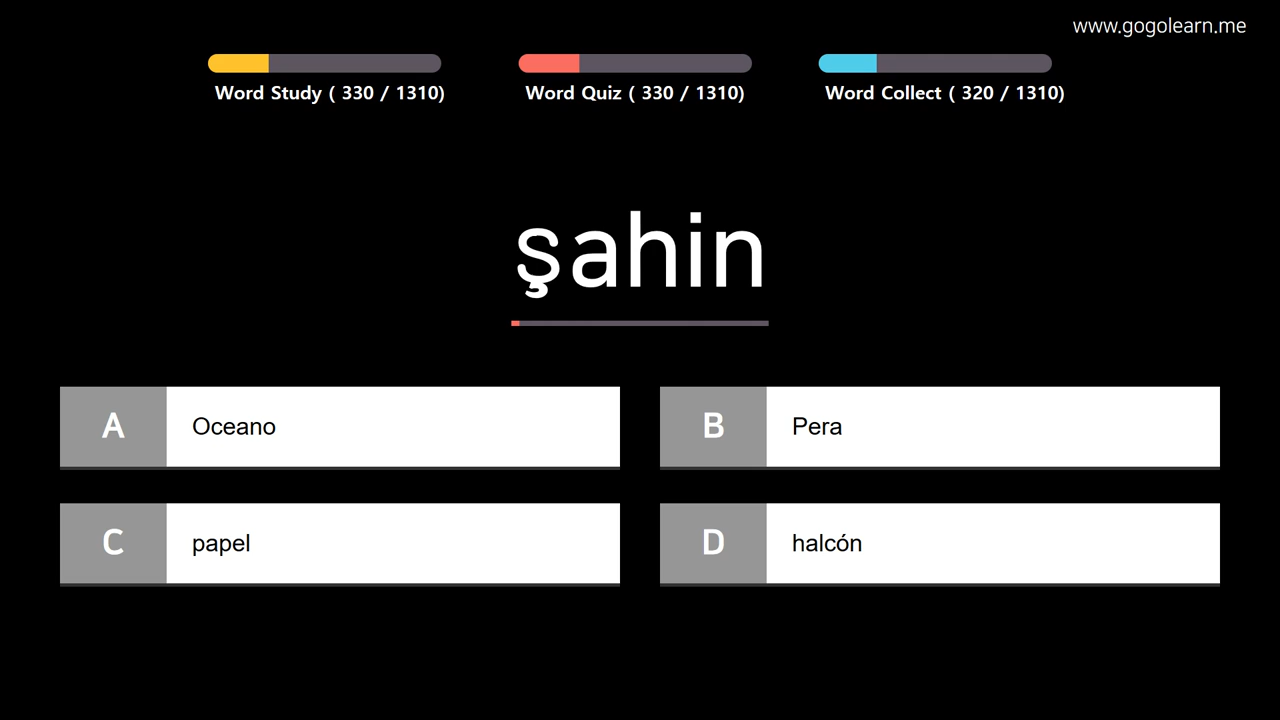 www.gogolearn.me
Word Study ( 330 / 1310)
Word Quiz ( 330 / 1310)
Word Collect ( 320 / 1310)
şahin
A
Oceano
B
Pera
C
papel
D
halcón